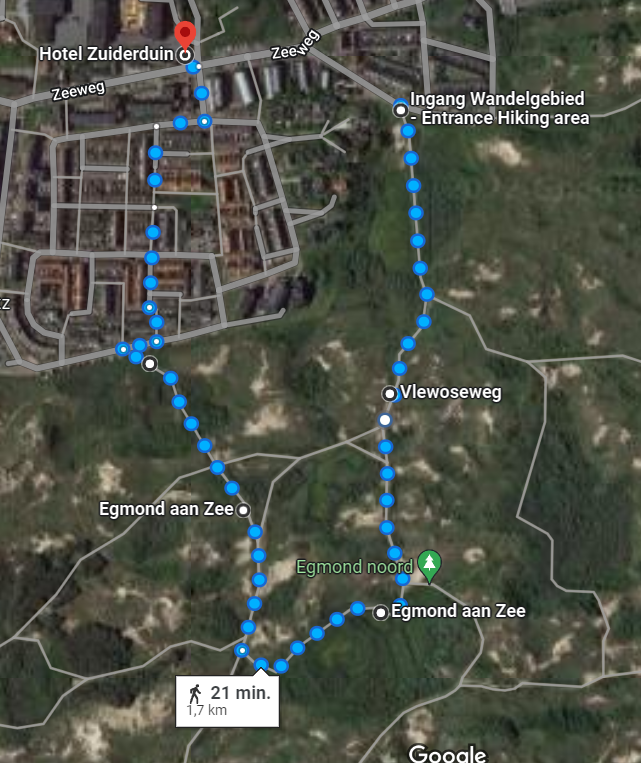 Hotel Zuiderduin
Zeeweg
Zeeweg
Ingang Wandelgebied
- Entrance Hiking area
z
Vlewoseweg
Egmond aan Zee
Egmond noord
Egmond aan Zee
21 min.
1,7 km
Google